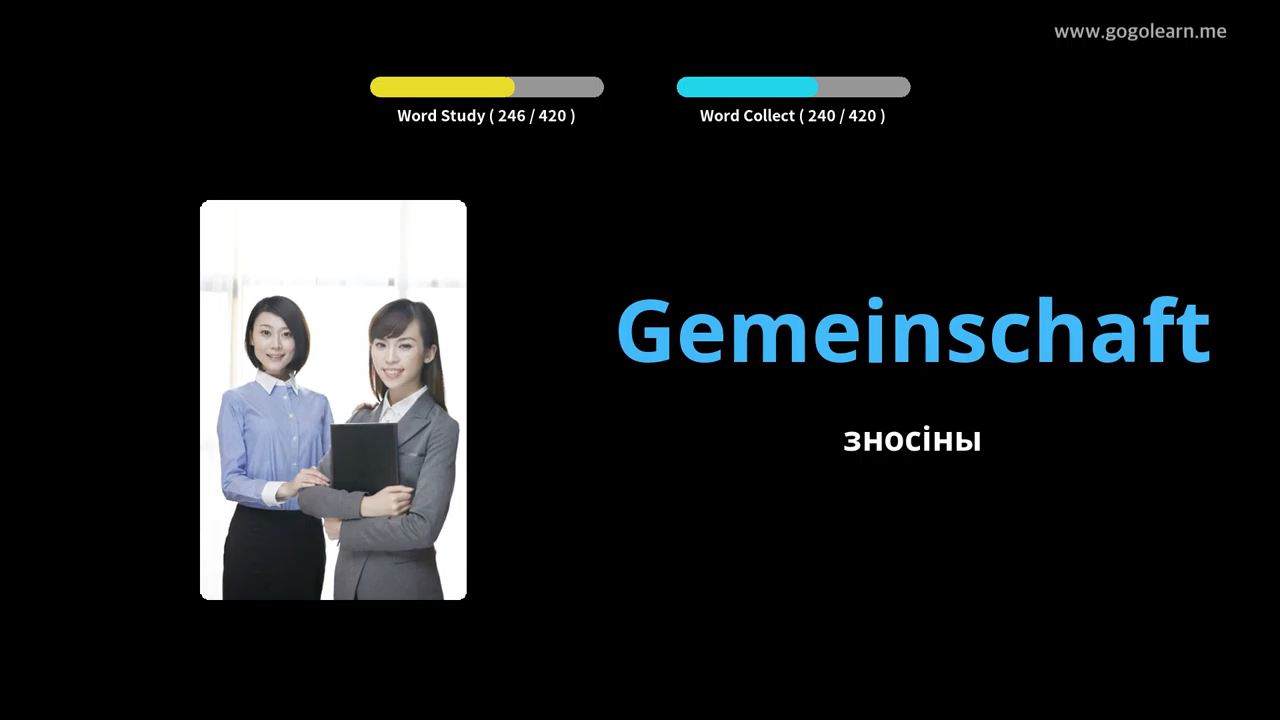 www.gogolearn.me
Word Study ( 246 / 420 )
Word Collect ( 240 / 420 )
Gemeinschaft
зносіны